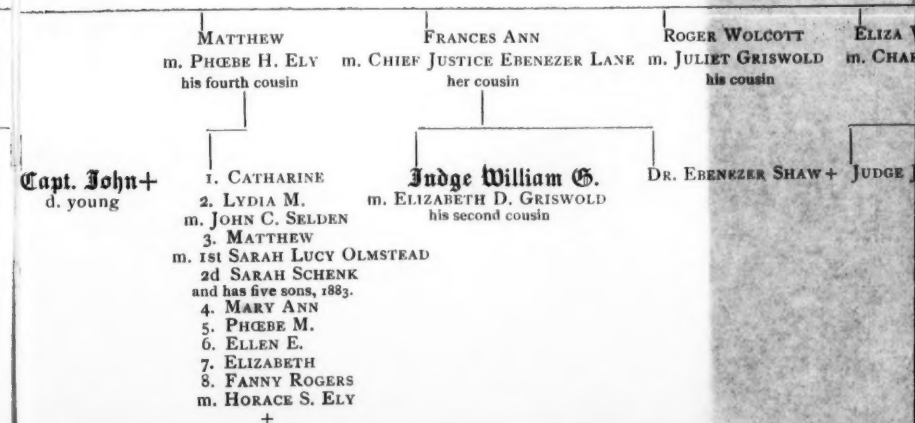 MATTHEW
m. PHŒBE H. ELY
his fourth cousin
FRANCES ANN
m. CHIEF JUSTICE EBENEZER LANE
her cousin
ROGER WOLCOTT
m. JULIET GRISWOLD
his cousin
ELIZA
m.
Capt. John+
d. young
1. CATHARINE
2. LYDIA M.
m. JOHN C. SELDEN
3. MATTHEW
m. 1st SARAH LUCY OLMSTEAD
2d SARAH SCHENK
and has five sons, 1883.
4. MARY ANN
5. PHŒBE M.
6. ELLEN E.
7. ELIZABETH
8. FANNY ROGERS
m. HORACE S. ELY
+
Judge William G.
m. ELIZABETH D. GRISWOLD
his second cousin
DR. EBENEZER SHAW+
JUDGE